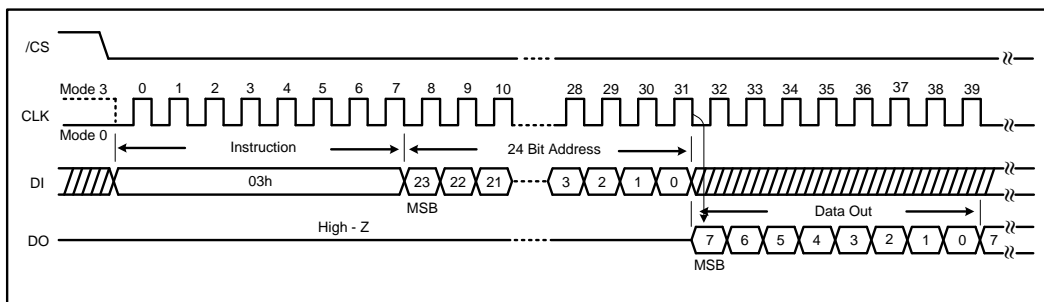 /CS
Mode 3 0 1 2 3 4 5 6 7 8 9 10 28 29 30 31 32 33 34 35 36 37 38 39
CLK
Mode 0
Instruction 24 Bit Address
DI 03h 23 22 21 3 2 1 0
MSB
Data Out
High - Z
DO 7 6 5 4 3 2 1 0 7
MSB